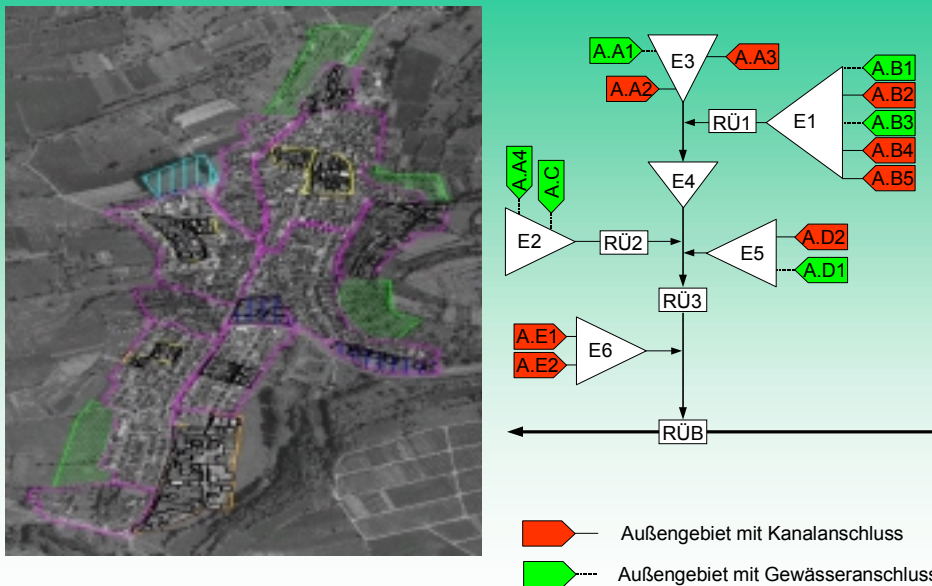 A.A1
E3
A.A3
A.A2
A.B1
RÜ1
E1
A.B2
A.B3
A.B4
A.B5
A.A4
A.C
E4
E2
RÜ2
E5
A.D2
A.D1
RÜ3
A.E1
E6
A.E2
RÜB
Außengebiet mit Kanalanschluss
Außengebiet mit Gewässeranschluss